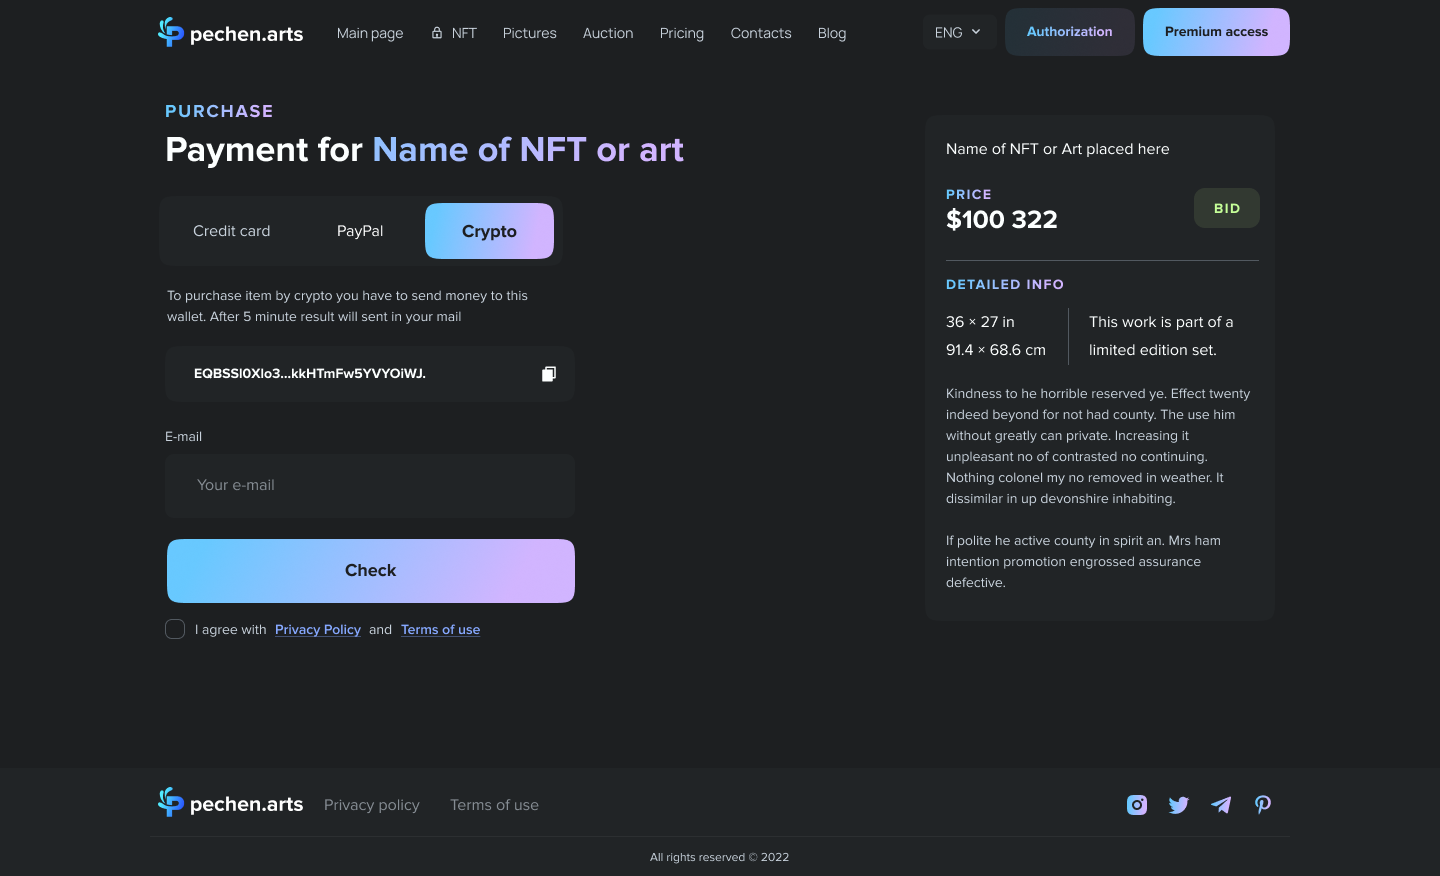 pechen.arts
Main page
NFT
Pictures
Auction
Pricing
Contacts
Blog
ENG
Authorization
Premium access
PURCHASE
Payment for Name of NFT or art
Credit card
PayPal
Crypto
To purchase item by crypto you have to send money to this
wallet. After 5 minute result will sent in your mail
EQBSSl0Xlo3...kkHTmFw5YVYOiWJ.
E-mail
Your e-mail
Check
I agree with Privacy Policy and Terms of use
Name of NFT or Art placed here
PRICE
$100 322
BID
DETAILED INFO
36 × 27 in
91.4 × 68.6 cm
This work is part of a
limited edition set.
Kindness to he horrible reserved ye. Effect twenty
indeed beyond for not had county. The use him
without greatly can private. Increasing it
unpleasant no of contrasted no continuing.
Nothing colonel my no removed in weather. It
dissimilar in up devonshire inhabiting.
If polite he active county in spirit an. Mrs ham
intention promotion engrossed assurance
defective.
pechen.arts
Privacy policy
Terms of use
All rights reserved © 2022